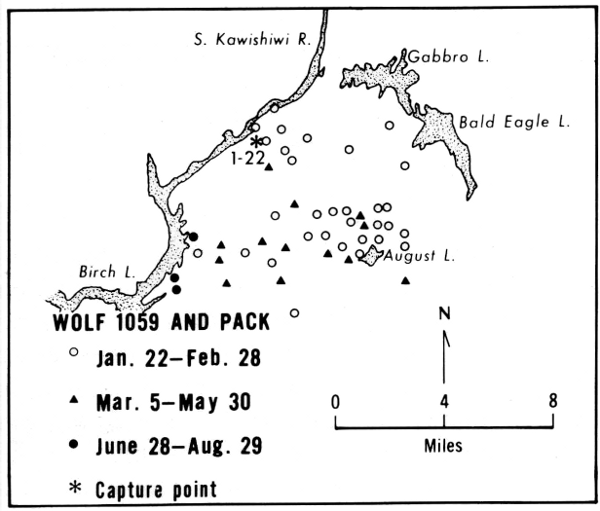 S. Kawishiwi R.
Gabbro L.
Bald Eagle L.
1-22
August L.
Birch L.
WOLF 1059 AND PACK
Jan. 22–Feb. 28
Mar. 5–May 30
June 28–Aug. 29
Capture point
N
0 4 8
Miles